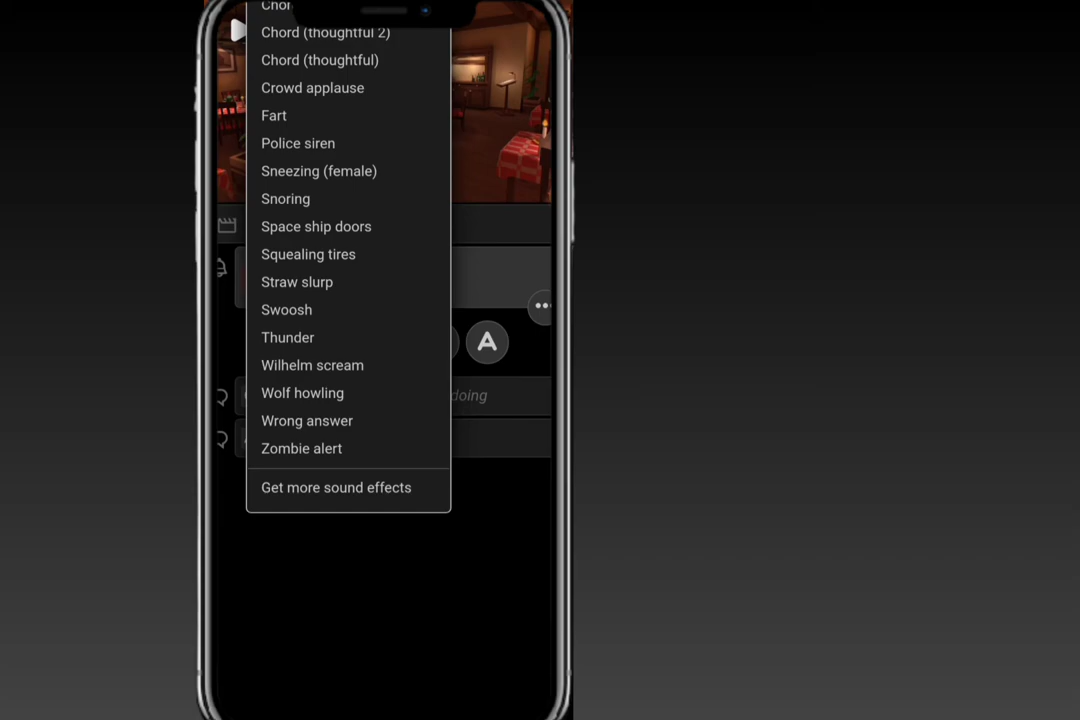 Chord (thoughtful 2)
Chord (thoughtful)
Crowd applause
Fart
Police siren
Sneezing (female)
Snoring
Space ship doors
Squealing tires
Straw slurp
Swoosh
Thunder
A
Wilhelm scream
Wolf howling
doing
Wrong answer
Zombie alert
Get more sound effects